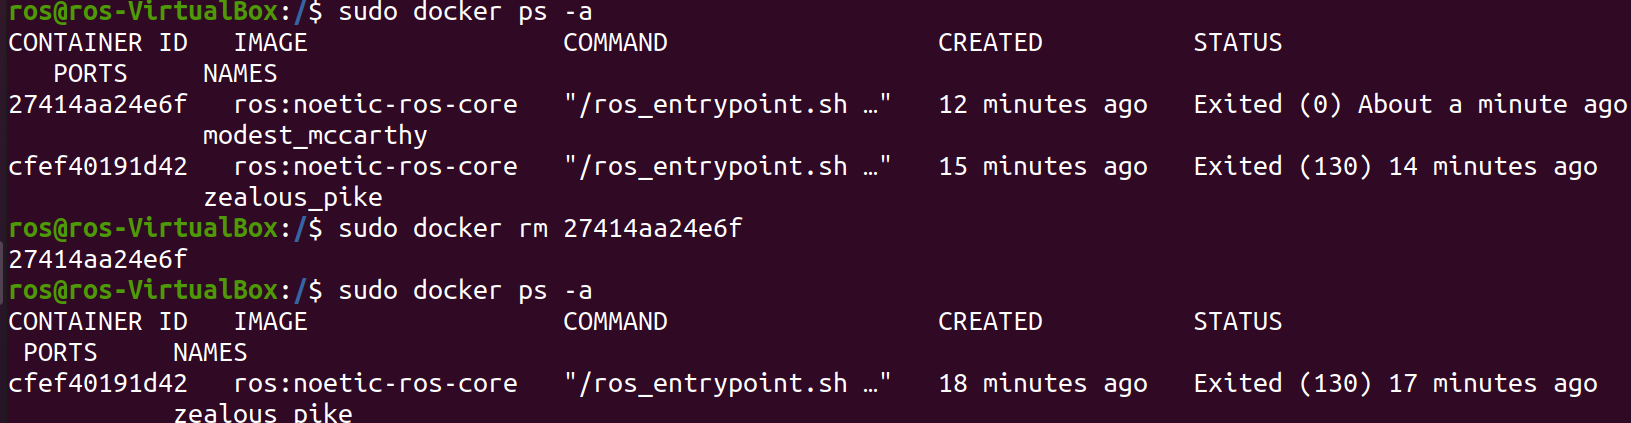 ros@ros-VirtualBox:/$ sudo docker ps -a
CONTAINER ID   IMAGE                 COMMAND                  CREATED          STATUS
   PORTS     NAMES
27414aa24e6f   ros:noetic-ros-core   "/ros_entrypoint.sh …"   12 minutes ago   Exited (0) About a minute ago
             modest_mccarthy
cfef40191d42   ros:noetic-ros-core   "/ros_entrypoint.sh …"   15 minutes ago   Exited (130) 14 minutes ago
             zealous_pike
ros@ros-VirtualBox:/$ sudo docker rm 27414aa24e6f
27414aa24e6f
ros@ros-VirtualBox:/$ sudo docker ps -a
CONTAINER ID   IMAGE                 COMMAND                  CREATED          STATUS
 PORTS     NAMES
cfef40191d42   ros:noetic-ros-core   "/ros_entrypoint.sh …"   18 minutes ago   Exited (130) 17 minutes ago
           zealous_pike